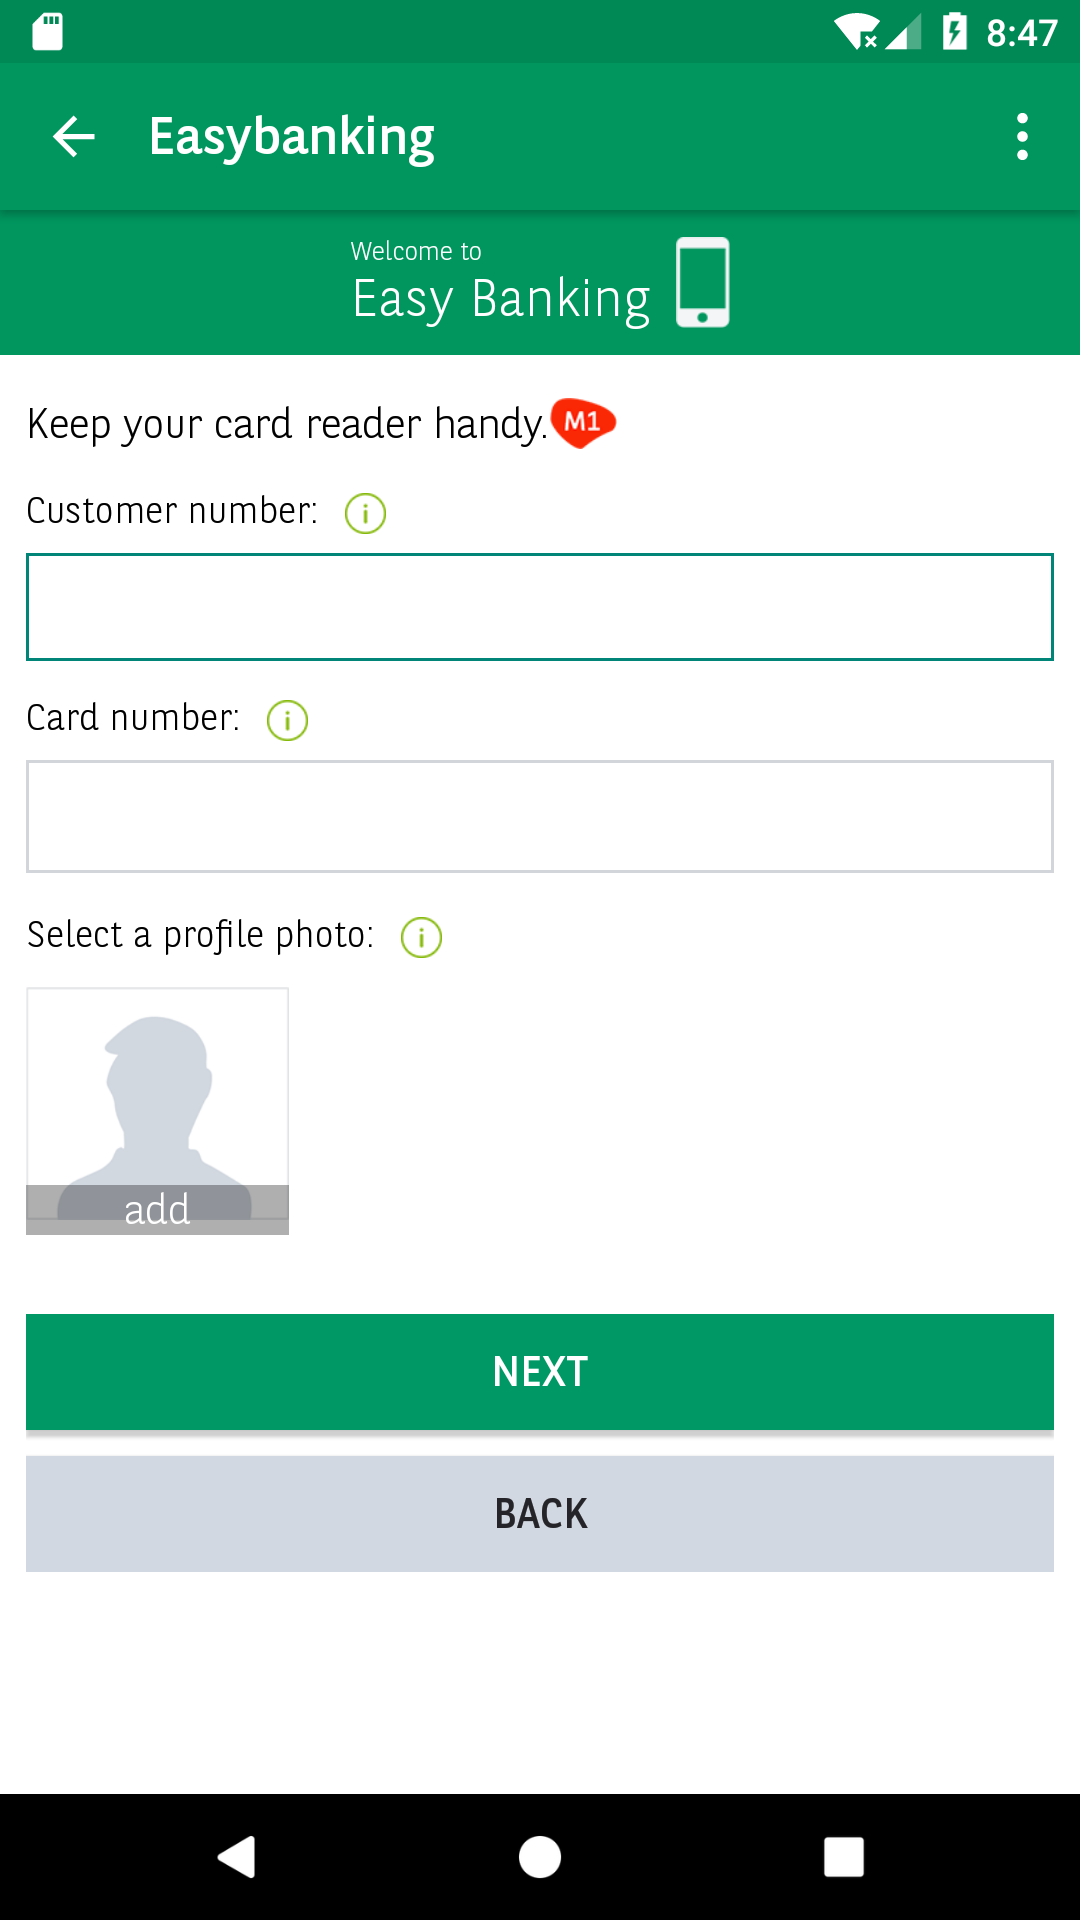 8:47
Easybanking
Welcome to
Easy Banking
Keep your card reader handy. M1
Customer number: i
Card number: i
Select a profile photo: i
add
NEXT
BACK